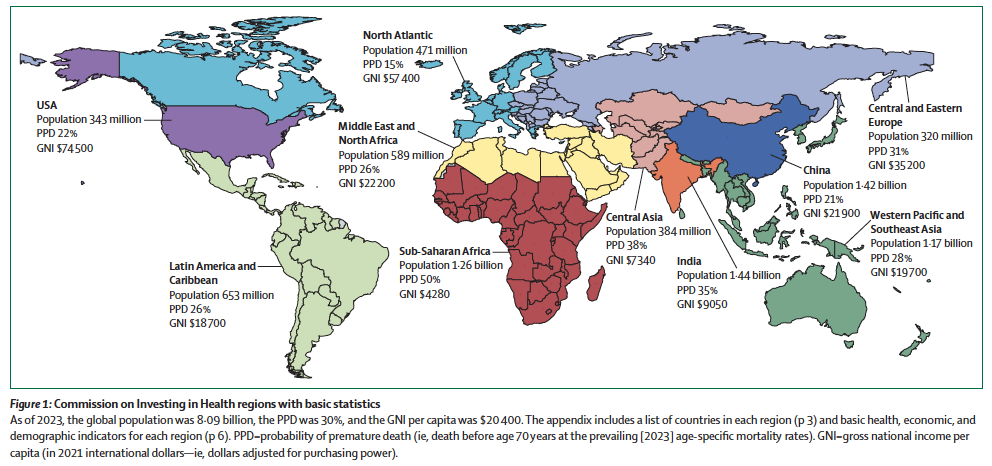 North Atlantic
Population 471 million
PPD 15%
GNI $57 400
USA
Population 343 million
PPD 22%
GNI $74 500
Middle East and
North Africa
Population 589 million
PPD 26%
GNI $22 200
Central and Eastern
Europe
Population 320 million
PPD 31%
GNI $35 200
China
Population 1·42 billion
PPD 21%
GNI $21 900
Western Pacific and
Southeast Asia
Population 1·17 billion
PPD 28%
GNI $19 700
Central Asia
Population 384 million
PPD 38%
GNI $7340
India
Population 1·44 billion
PPD 35%
GNI $9050
Sub-Saharan Africa
Population 1·26 billion
PPD 50%
GNI $4280
Latin America and
Caribbean
Population 653 million
PPD 26%
GNI $18 700
Figure 1: Commission on Investing in Health regions with basic statistics
As of 2023, the global population was 8·09 billion, the PPD was 30%, and the GNI per capita was $20 400. The appendix includes a list of countries in each region (p 3) and basic health, economic, and
demographic indicators for each region (p 6). PPD=probability of premature death (ie, death before age 70 years at the prevailing [2023] age-specific mortality rates). GNI=gross national income per
capita (in 2021 international dollars—ie, dollars adjusted for purchasing power).